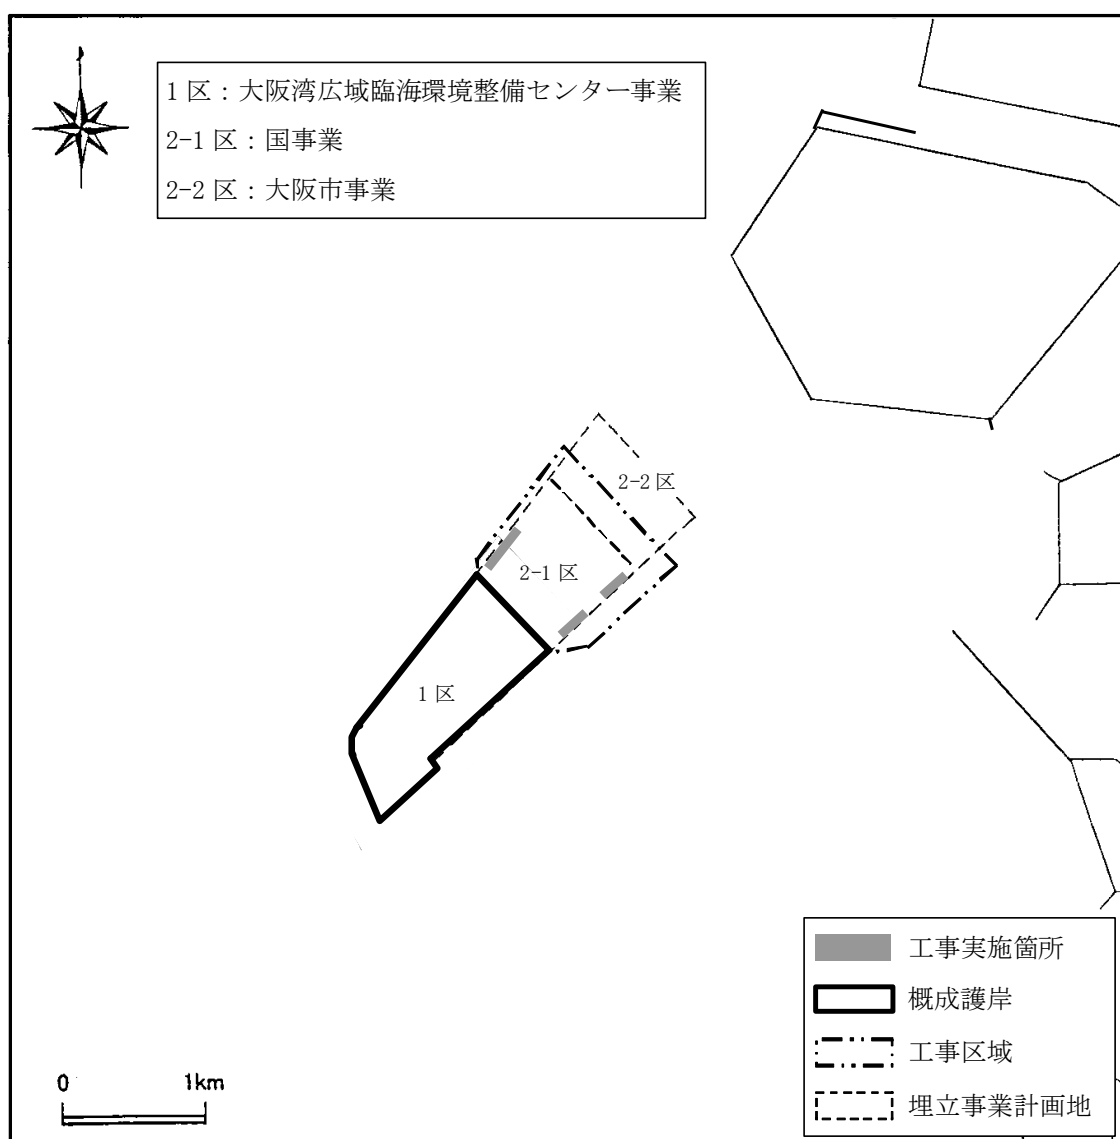 1 区：大阪湾広域臨海環境整備センター事業
2-1 区：国事業
2-2 区：大阪市事業
2-2 区
2-1 区
1 区
工事実施箇所
概成護岸
工事区域
埋立事業計画地
0 1km